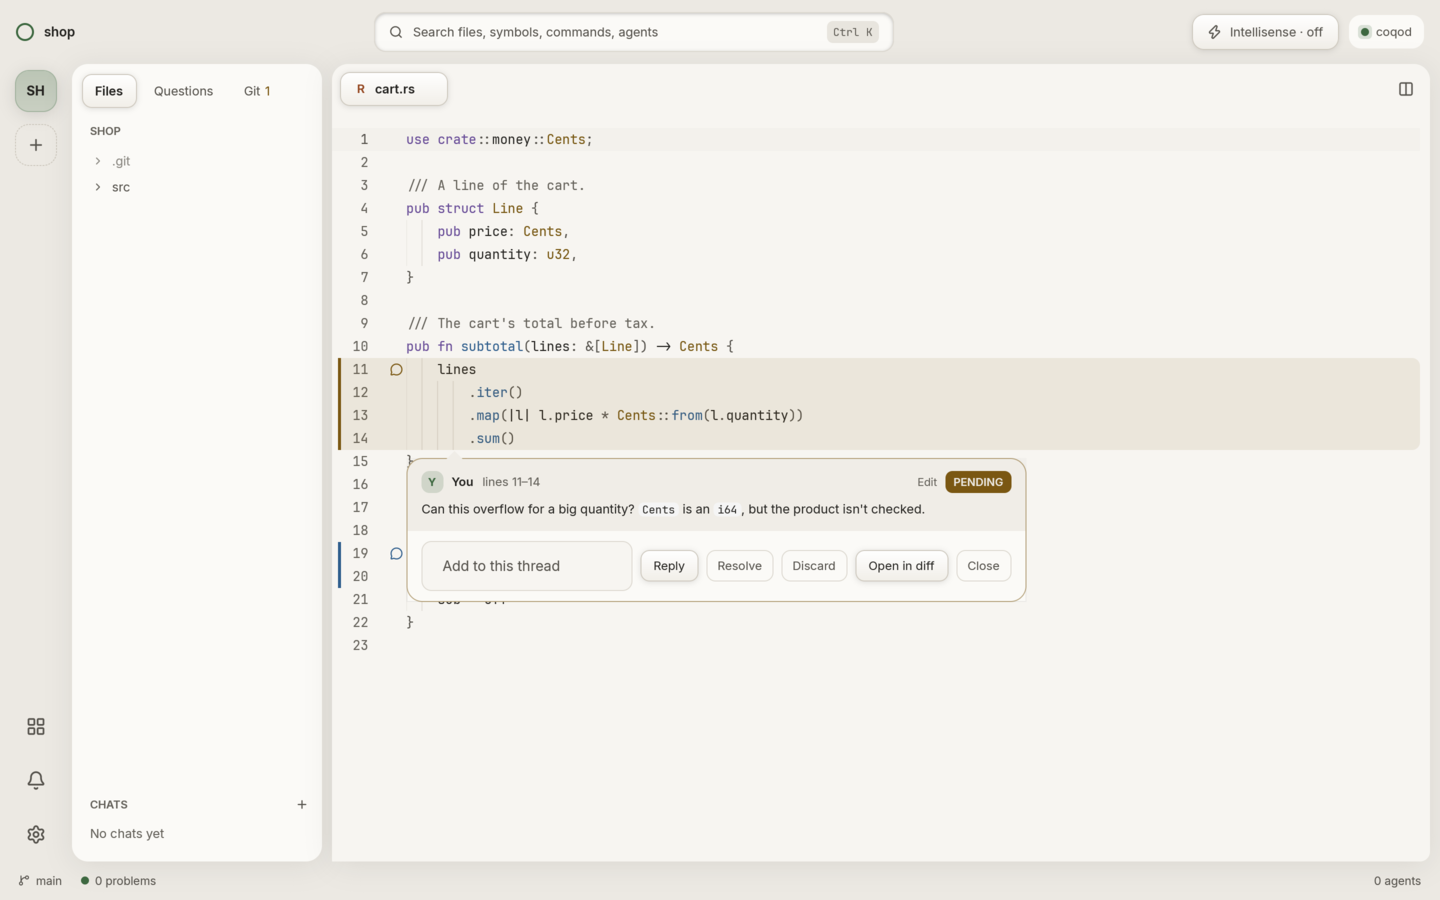 shop
Search files, symbols, commands, agents
Ctrl K
Intellisense · off
coqod
SH
Files
Questions
Git 1
SHOP
.git
src
CHATS
No chats yet
R cart.rs
1 use crate::money::Cents;
2
3 /// A line of the cart.
4 pub struct Line {
5 pub price: Cents,
6 pub quantity: u32,
7 }
8
9 /// The cart's total before tax.
10 pub fn subtotal(lines: &[Line]) -> Cents {
11 lines
12 .iter()
13 .map(|l| l.price * Cents::from(l.quantity))
14 .sum()
15 }
16
17
18
19
20
21
22 }
23
Y You lines 11–14
Edit PENDING
Can this overflow for a big quantity? Cents is an i64, but the product isn't checked.
Add to this thread
Reply
Resolve
Discard
Open in diff
Close
main
0 problems
0 agents